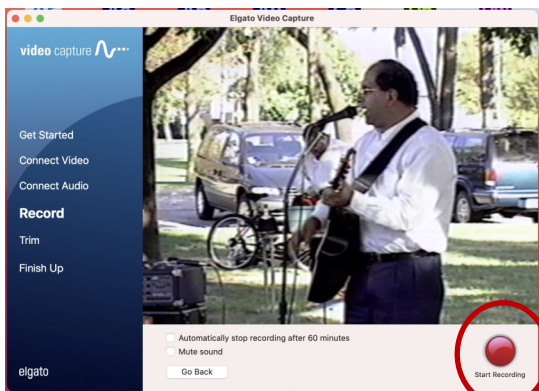 Elgato Video Capture
video capture
Get Started
Connect Video
Connect Audio
Record
Trim
Finish Up
elgato
Automatically stop recording after 60 minutes
Mute sound
Go Back
Start Recording